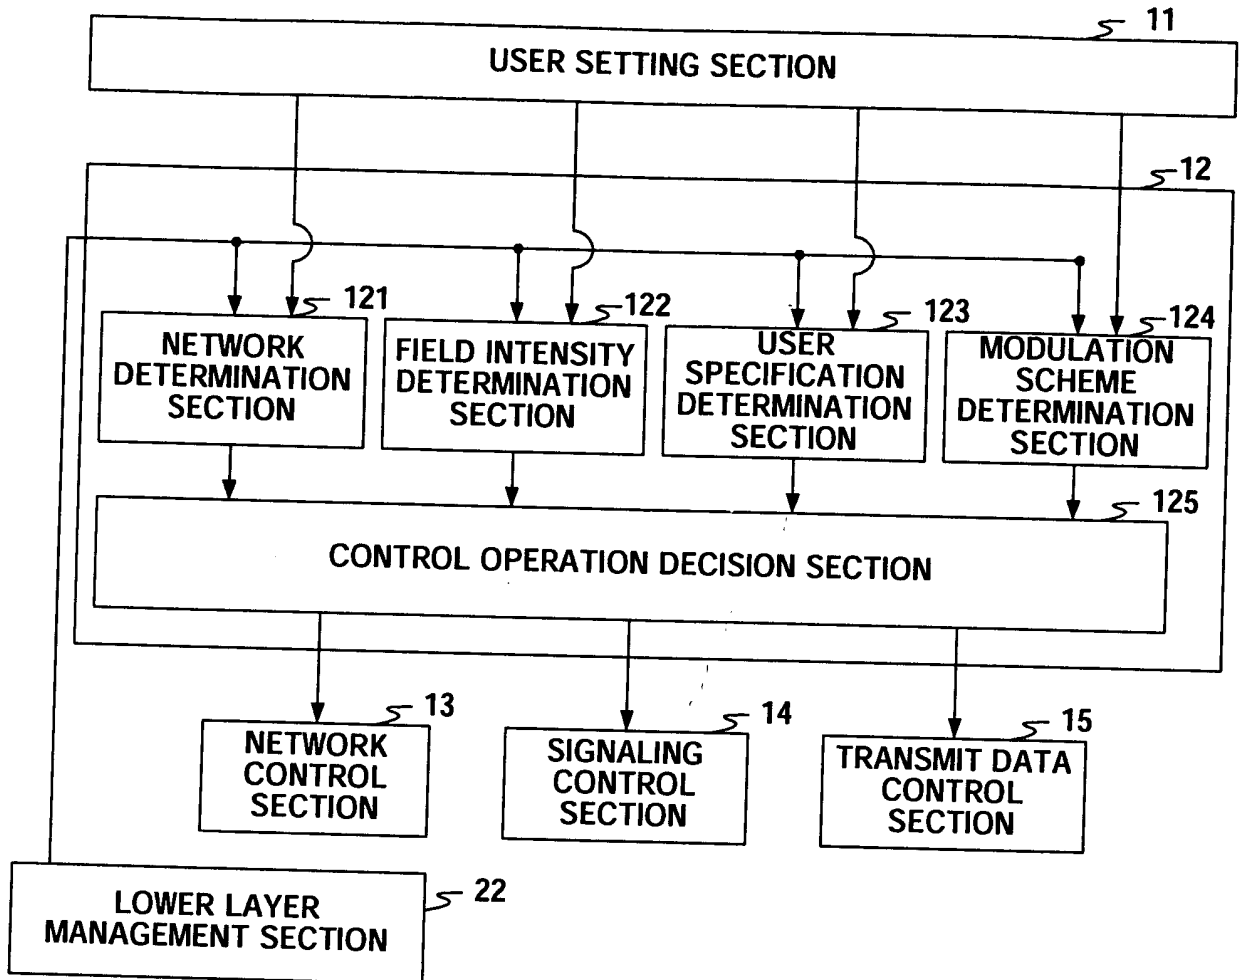 11
USER SETTING SECTION
12
121
122
123
124
NETWORK
DETERMINATION
SECTION
FIELD INTENSITY
DETERMINATION
SECTION
USER
SPECIFICATION
DETERMINATION
SECTION
MODULATION
SCHEME
DETERMINATION
SECTION
125
CONTROL OPERATION DECISION SECTION
13
NETWORK
CONTROL
SECTION
14
SIGNALING
CONTROL
SECTION
15
TRANSMIT DATA
CONTROL
SECTION
22
LOWER LAYER
MANAGEMENT SECTION